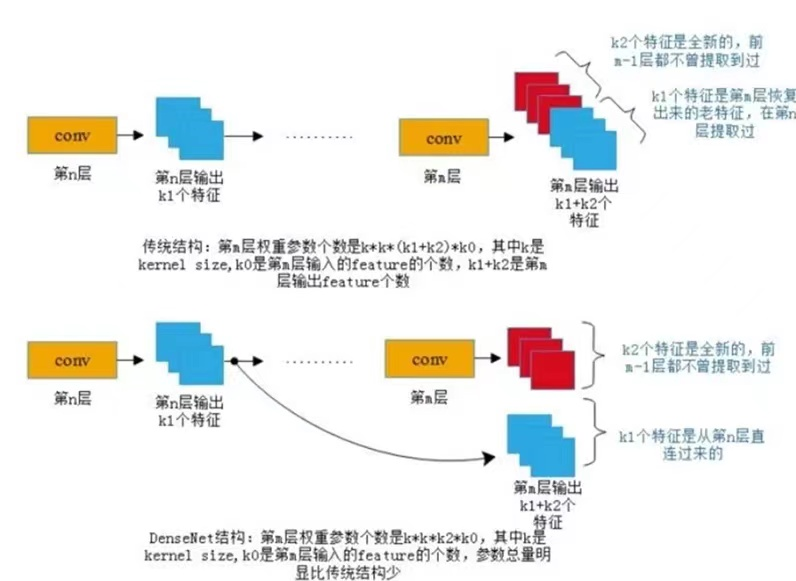 k2个特征是全新的，前
m-1层都不曾提取到过
k1个特征是第m层恢复
出来的老特征，在第n
层提取过
conv
conv
第n层
第n层输出
k1个特征
第m层
第m层输出
k1+k2个
特征
传统结构：第m层权重参数个数是k*k*(k1+k2)*k0，其中k是
kernel size,k0是第m层输入的feature的个数，k1+k2是第m
层输出feature个数
conv
conv
第n层
第n层输出
k1个特征
第m层
k2个特征是全新的，前
m-1层都不曾提取到过
k1个特征是从第n层直
连过来的
第m层输出
k1+k2个
特征
DenseNet结构：第m层权重参数个数是k*k*k2*k0，其中k是
kernel size,k0是第m层输入的feature的个数，参数总量明
显比传统结构少